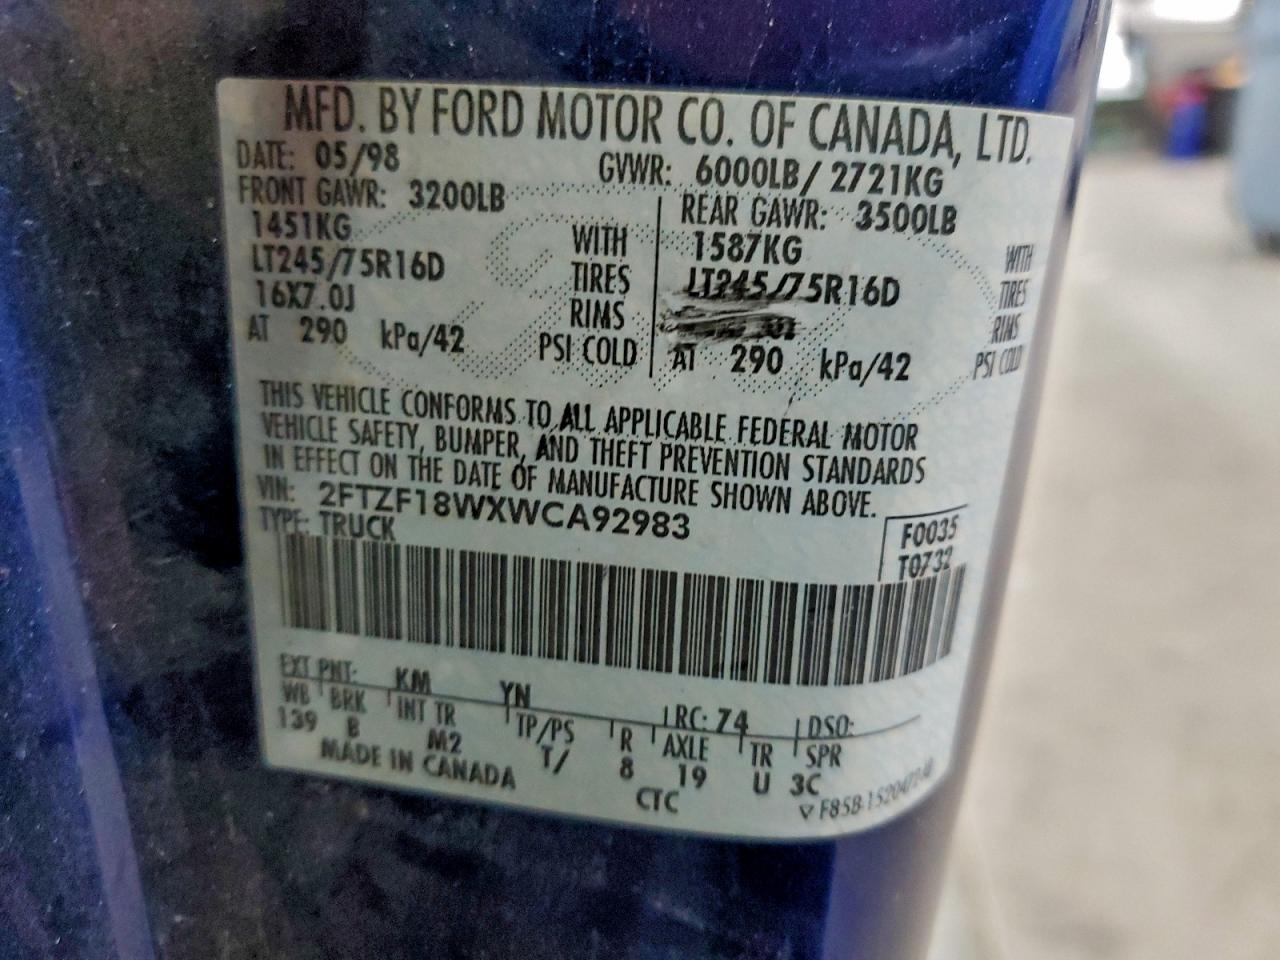 MFD. BY FORD MOTOR CO. OF CANADA, LTD.
DATE: 05/98 GVWR: 6000LB/ 2721KG
FRONT GAWR: 3200LB REAR GAWR: 3500LB
1451KG WITH 1587KG WITH
LT245/75R16D TIRES LT245/75R16D TIRES
16X7.0J RIMS RIMS
AT 290 kPa/42 PSI COLD AT 290 kPa/42 PSI COLD
THIS VEHICLE CONFORMS TO ALL APPLICABLE FEDERAL MOTOR
VEHICLE SAFETY, BUMPER, AND THEFT PREVENTION STANDARDS
IN EFFECT ON THE DATE OF MANUFACTURE SHOWN ABOVE.
VIN: 2FTZF18WXWCA92983
TYPE: TRUCK
F0035
T0732
EXT PNT: KM YN RC: 74 DSO:
WB BRK INT TR TP/PS R AXLE TR SPR
139 B M2 T/ 8 19 U 3C
MADE IN CANADA CTC